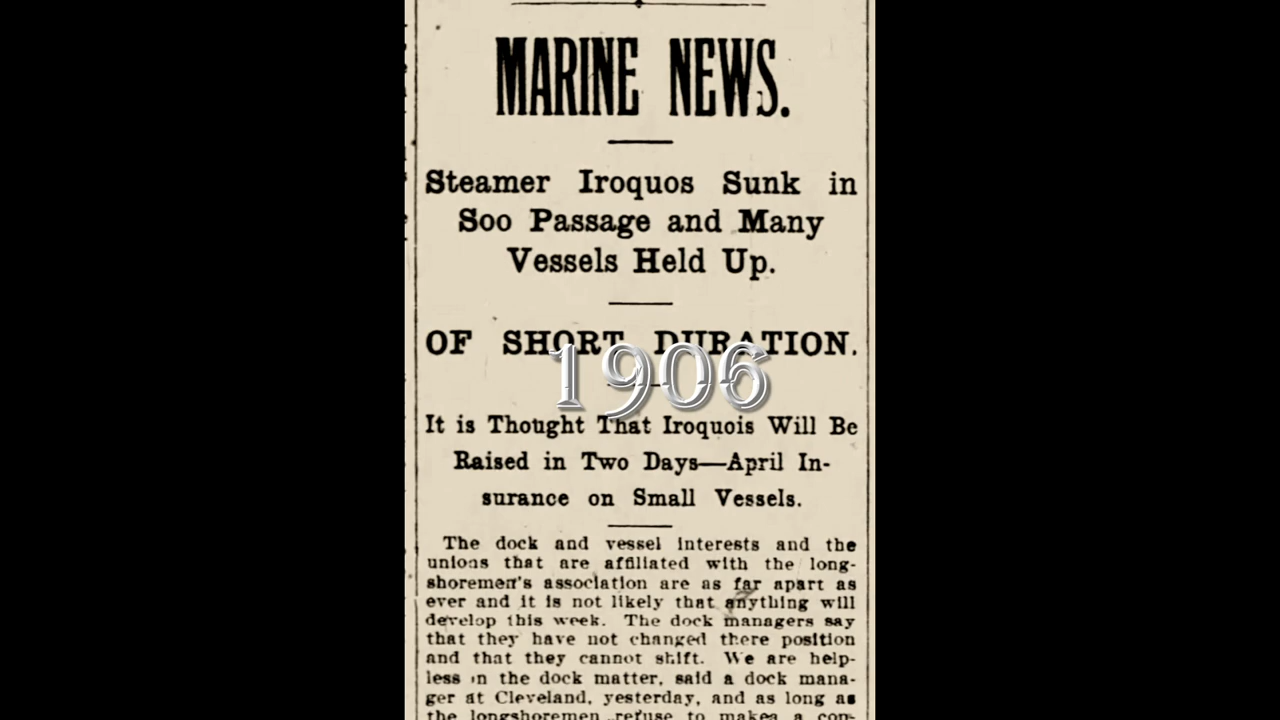 MARINE NEWS.
Steamer Iroquos Sunk in
Soo Passage and Many
Vessels Held Up.
OF SHORT DURATION.
1906
It is Thought That Iroquois Will Be
Raised in Two Days—April In-
surance on Small Vessels.
The dock and vessel interests and the
unions that are affiliated with the long-
shoremen's association are as far apart as
ever and it is not likely that anything will
develop this week. The dock managers say
that they have not changed there position
and that they cannot shift. We are help-
less in the dock matter, said a dock mana-
ger at Cleveland, yesterday, and as long as
the longshoremen refuse to makea a con-